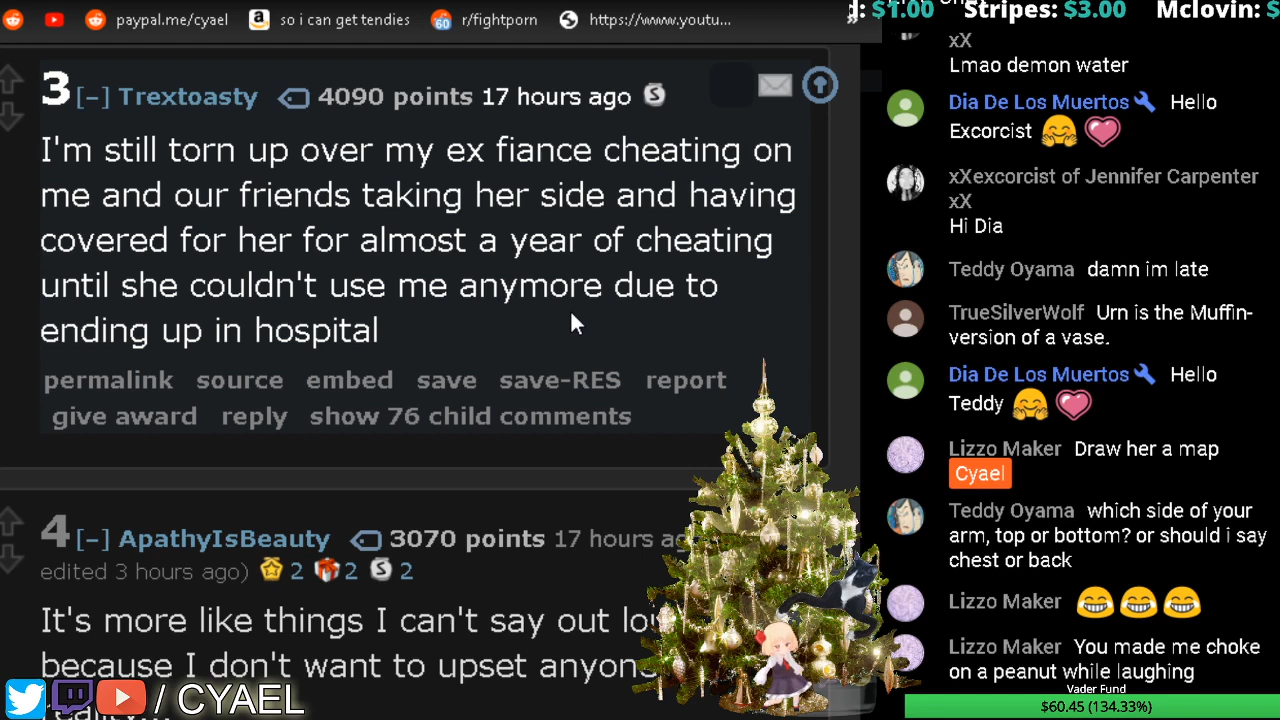 paypal.me/cyael
so i can get tendies
r/fightporn
https://www.youtu...
$1.00 Stripes: $3.00 Mclovin: $
3 [–] Trextoasty 4090 points 17 hours ago
I'm still torn up over my ex fiance cheating on
me and our friends taking her side and having
covered for her for almost a year of cheating
until she couldn't use me anymore due to
ending up in hospital
permalink source embed save save-RES report
give award reply show 76 child comments
4 [–] ApathyIsBeauty 3070 points 17 hours
edited 3 hours ago) 2 2 2
It's more like things I can't say out
because I don't want to upset
/ CYAEL
xX
Lmao demon water
Dia De Los Muertos Hello
Excorcist 🤗 💗
xXexcorcist of Jennifer Carpenter
xX
Hi Dia
Teddy Oyama damn im late
TrueSilverWolf Urn is the Muffin-
version of a vase.
Dia De Los Muertos Hello
Teddy 🤗 💗
Lizzo Maker Draw her a map
Cyael
Teddy Oyama which side of your
arm, top or bottom? or should i say
chest or back
Lizzo Maker 😂 😂 😂
Lizzo Maker You made me choke
on a peanut while laughing
Vader Fund
$60.45 (134.33%)